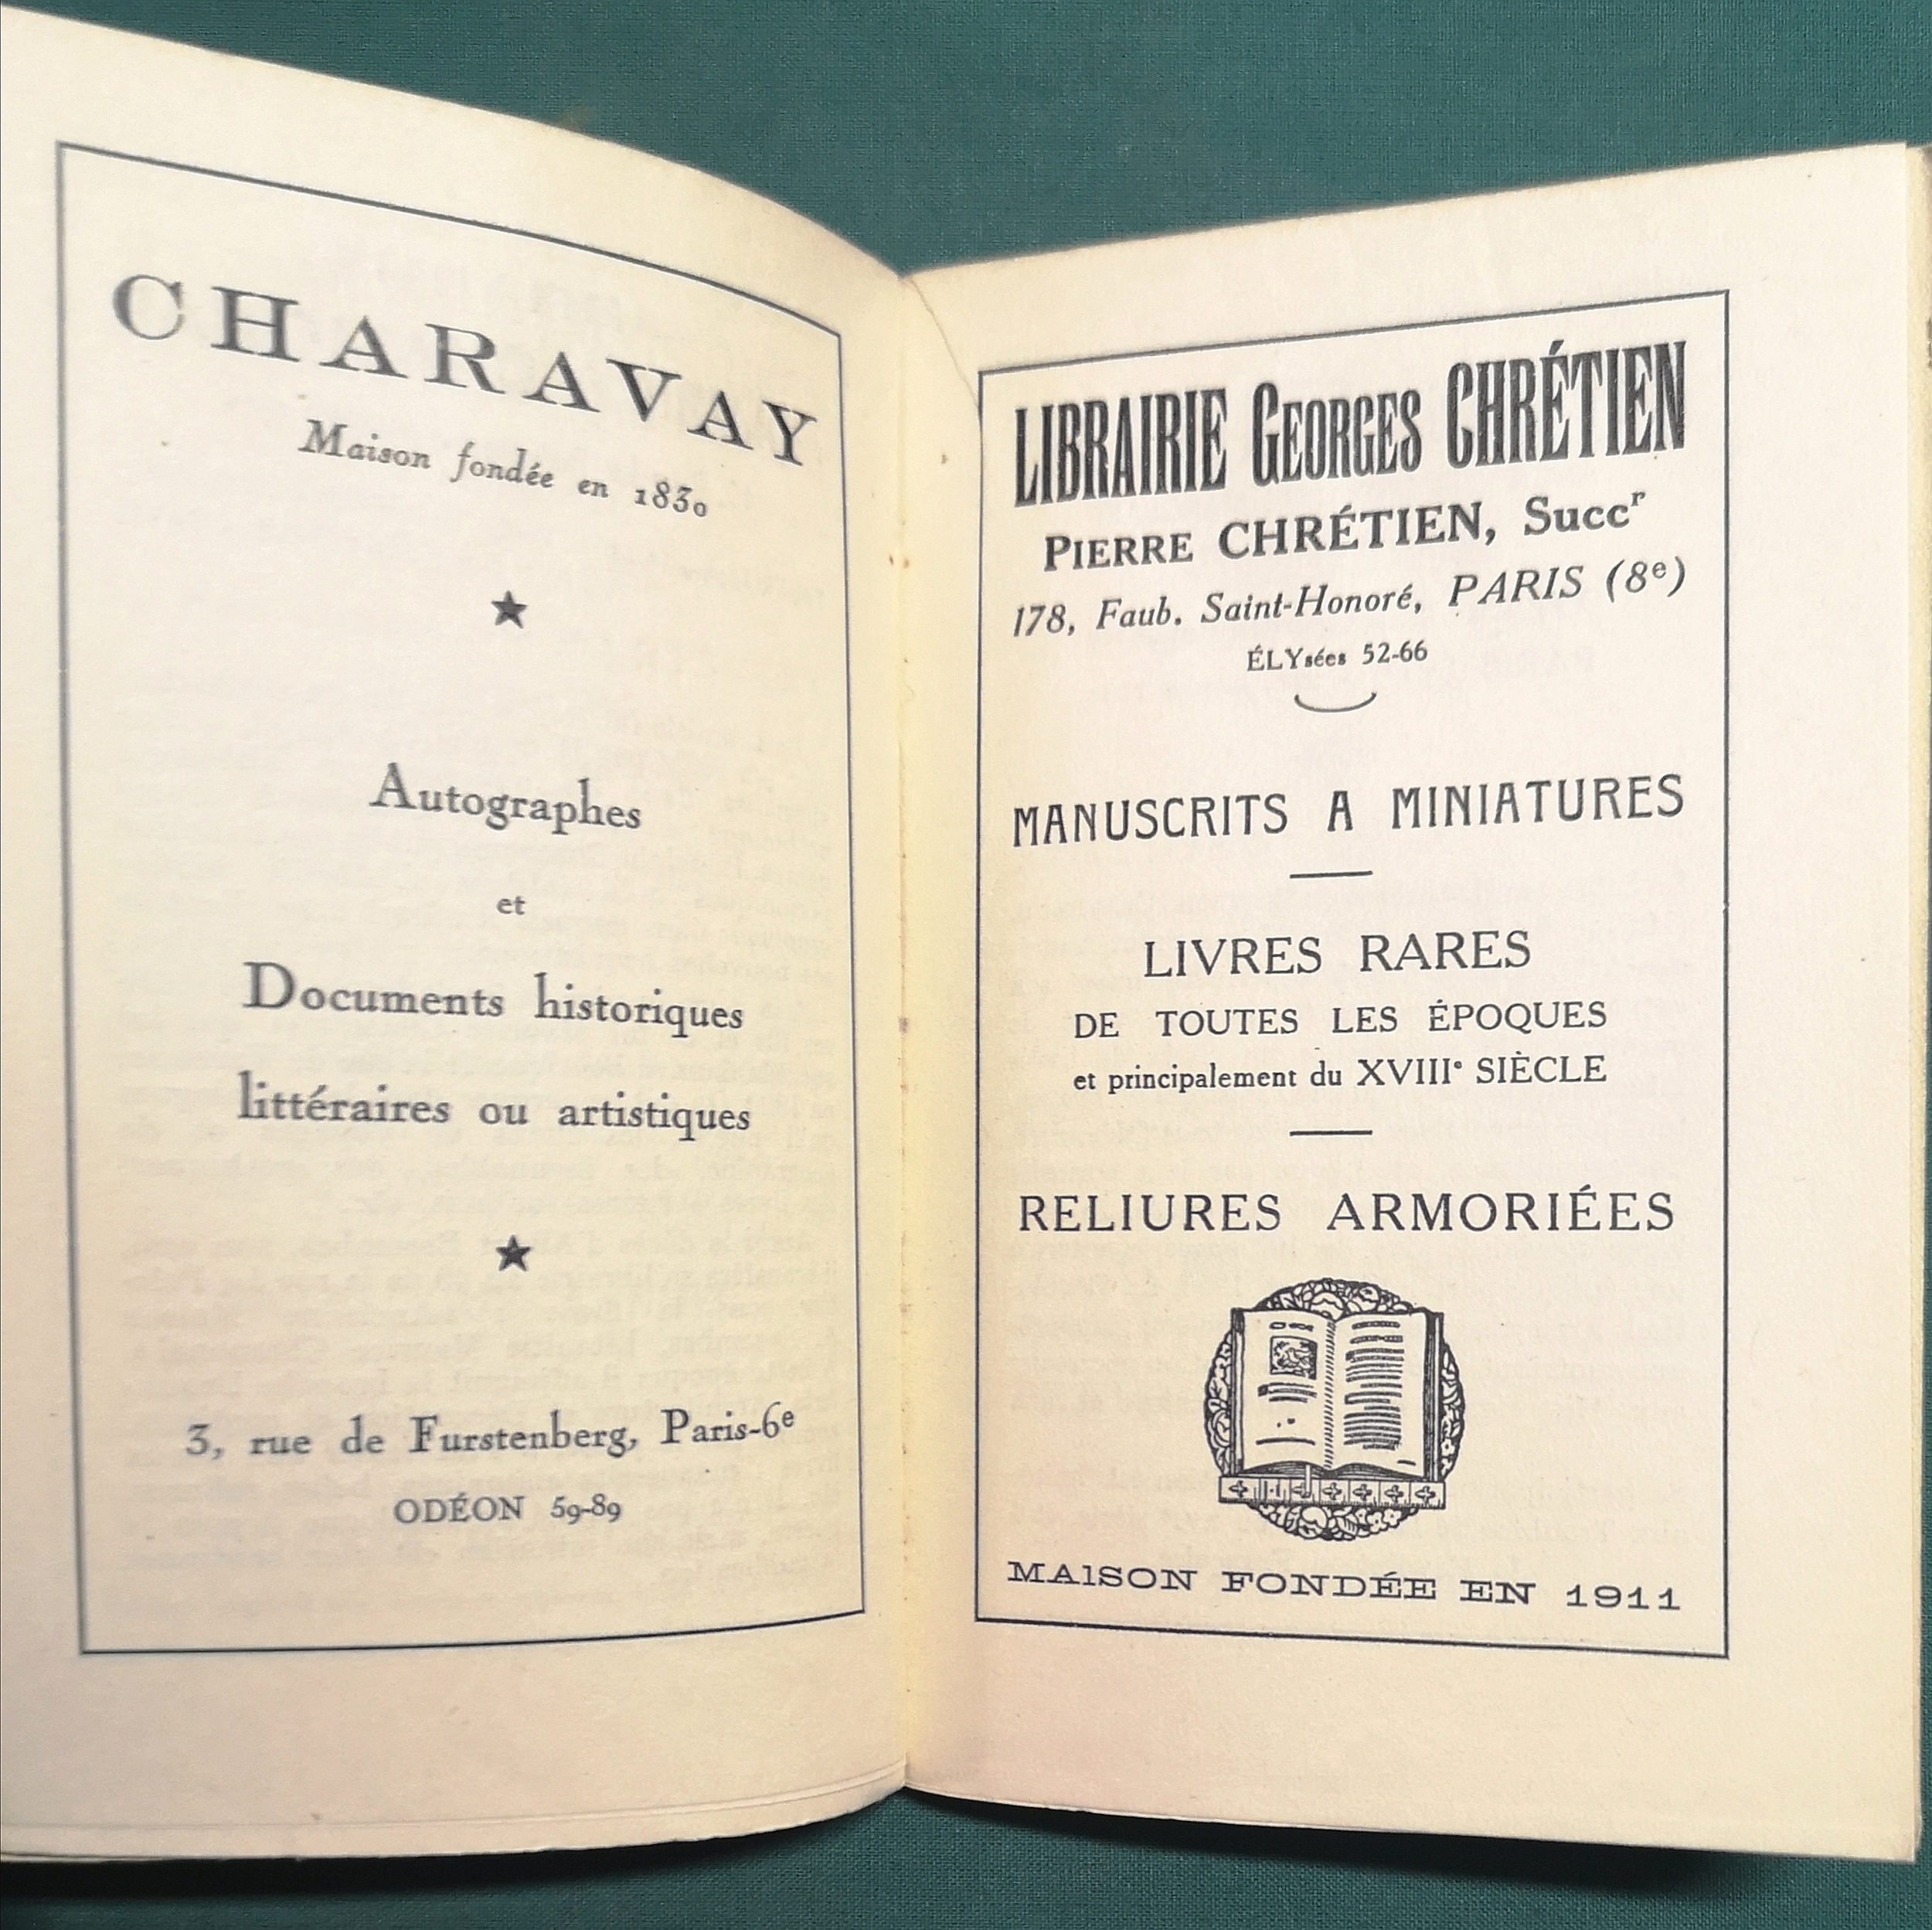 CHARAVAY
Maison fondée en 1830
★
Autographes
et
Documents historiques
littéraires ou artistiques
★
3, rue de Furstenberg, Paris-6e
ODÉON 59-89
LIBRAIRIE GEORGES CHRÉTIEN
PIERRE CHRÉTIEN, Succr
178, Faub. Saint-Honoré, PARIS (8e)
ÉLYsées 52-66
MANUSCRITS A MINIATURES
LIVRES RARES
DE TOUTES LES ÉPOQUES
et principalement du XVIIIe SIÈCLE
RELIURES ARMORIÉES
MAISON FONDÉE EN 1911